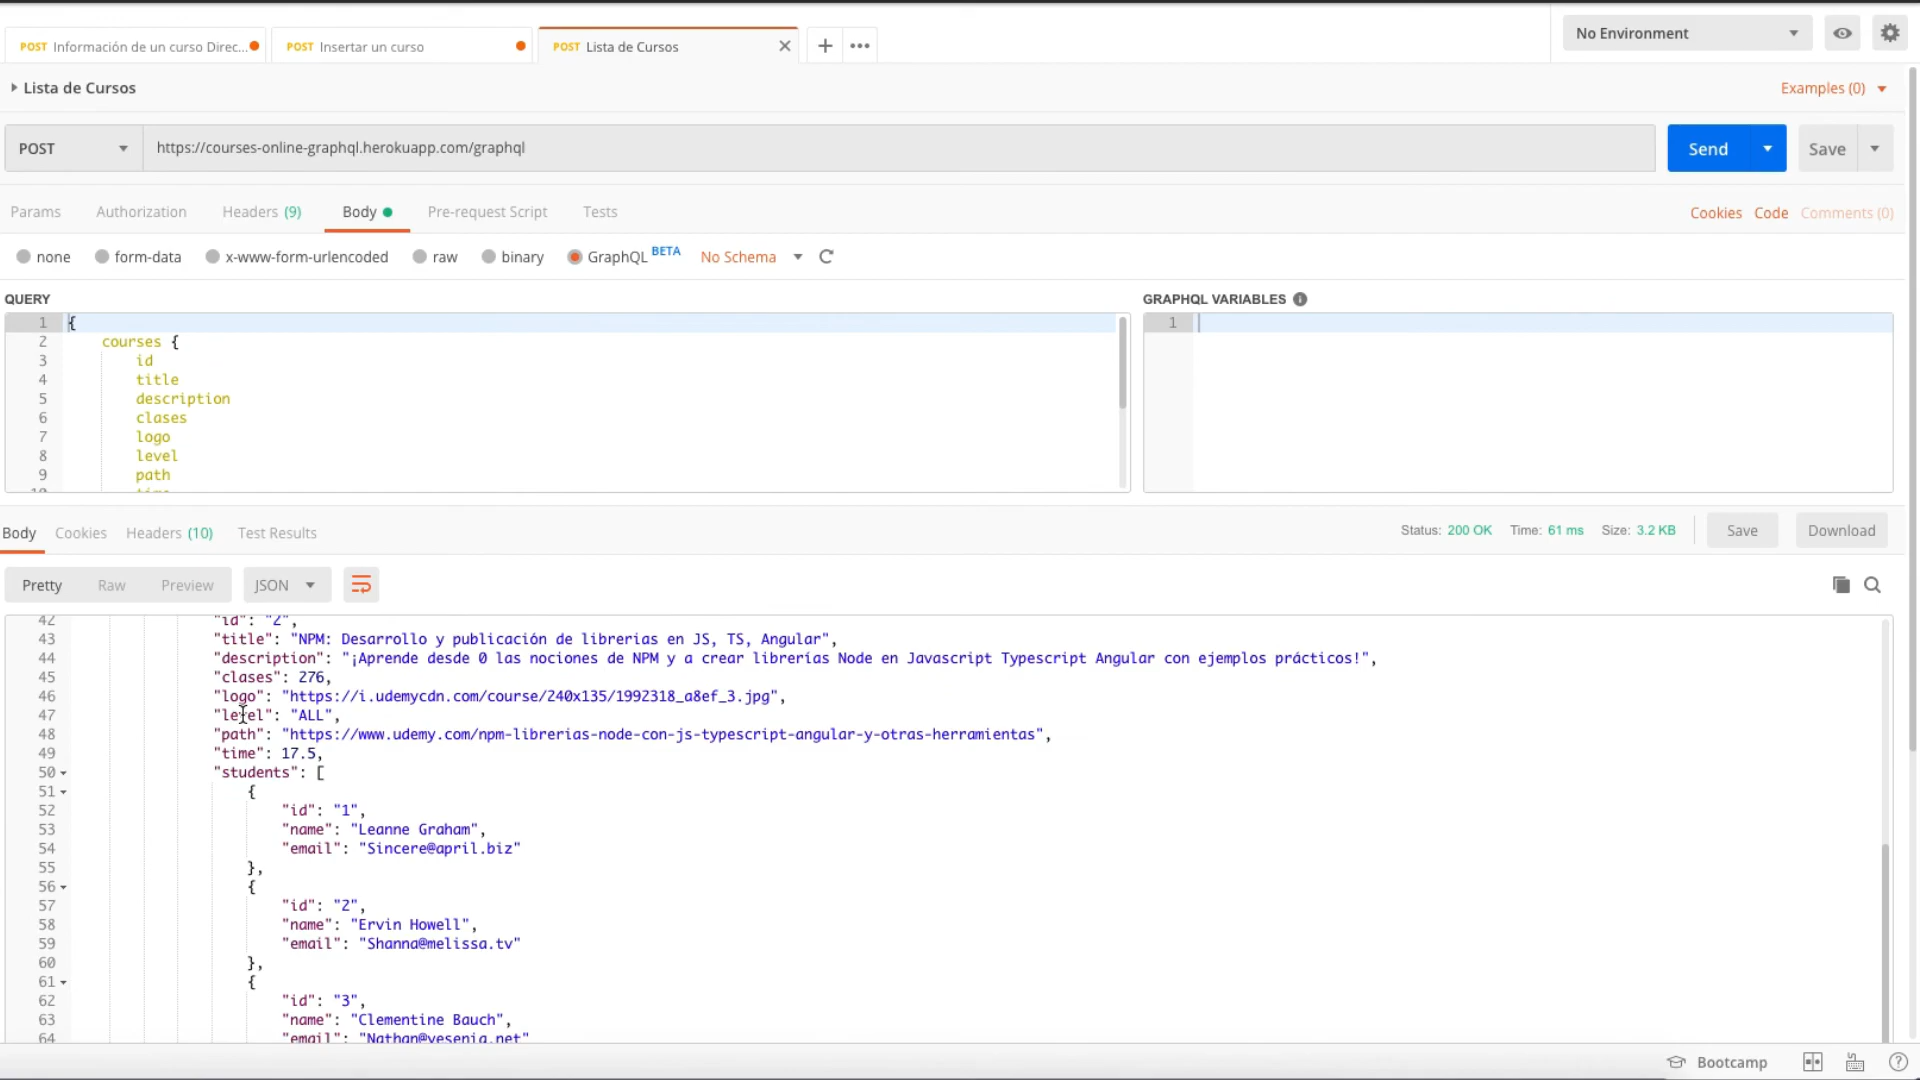 POST Información de un curso Direc... POST Insertar un curso POST Lista de Cursos No Environment
Lista de Cursos Examples (0)
POST https://courses-online-graphql.herokuapp.com/graphql Send Save
Params Authorization Headers (9) Body Pre-request Script Tests Cookies Code Comments (0)
none form-data x-www-form-urlencoded raw binary GraphQL BETA No Schema
QUERY GRAPHQL VARIABLES
1 { 1
2 courses {
3 id
4 title
5 description
6 clases
7 logo
8 level
9 path
10 time
Body Cookies Headers (10) Test Results Status: 200 OK Time: 61 ms Size: 3.2 KB Save Download
Pretty Raw Preview JSON
42 "id": "2",
43 "title": "NPM: Desarrollo y publicación de librerias en JS, TS, Angular",
44 "description": "¡Aprende desde 0 las nociones de NPM y a crear librerías Node en Javascript Typescript Angular con ejemplos prácticos!",
45 "clases": 276,
46 "logo": "https://i.udemycdn.com/course/240x135/1992318_a8ef_3.jpg",
47 "level": "ALL",
48 "path": "https://www.udemy.com/npm-librerias-node-con-js-typescript-angular-y-otras-herramientas",
49 "time": 17.5,
50 "students": [
51 {
52 "id": "1",
53 "name": "Leanne Graham",
54 "email": "Sincere@april.biz"
55 },
56 {
57 "id": "2",
58 "name": "Ervin Howell",
59 "email": "Shanna@melissa.tv"
60 },
61 {
62 "id": "3",
63 "name": "Clementine Bauch",
64 "email": "Nathan@yesenia.net"
Bootcamp